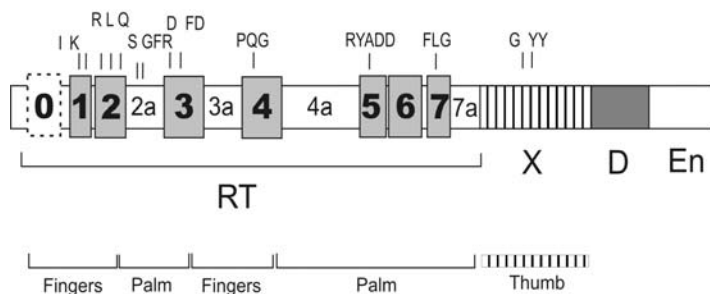 R L Q D FD
I K S GFR PQG RYADD FLG G YY
0 1 2 2a 3 3a 4 4a 5 6 7 7a
RT X D En
Fingers Palm Fingers Palm Thumb